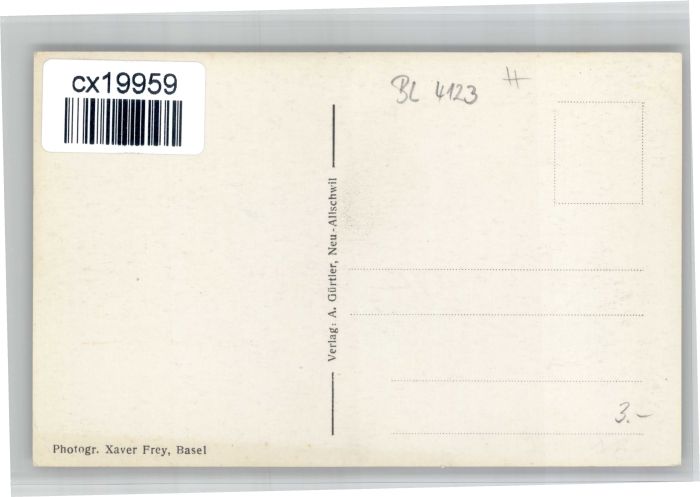 cx19959
BL 4123 #
Verlag: A. Gürtler, Neu-Allschwil
3.-
Photogr. Xaver Frey, Basel